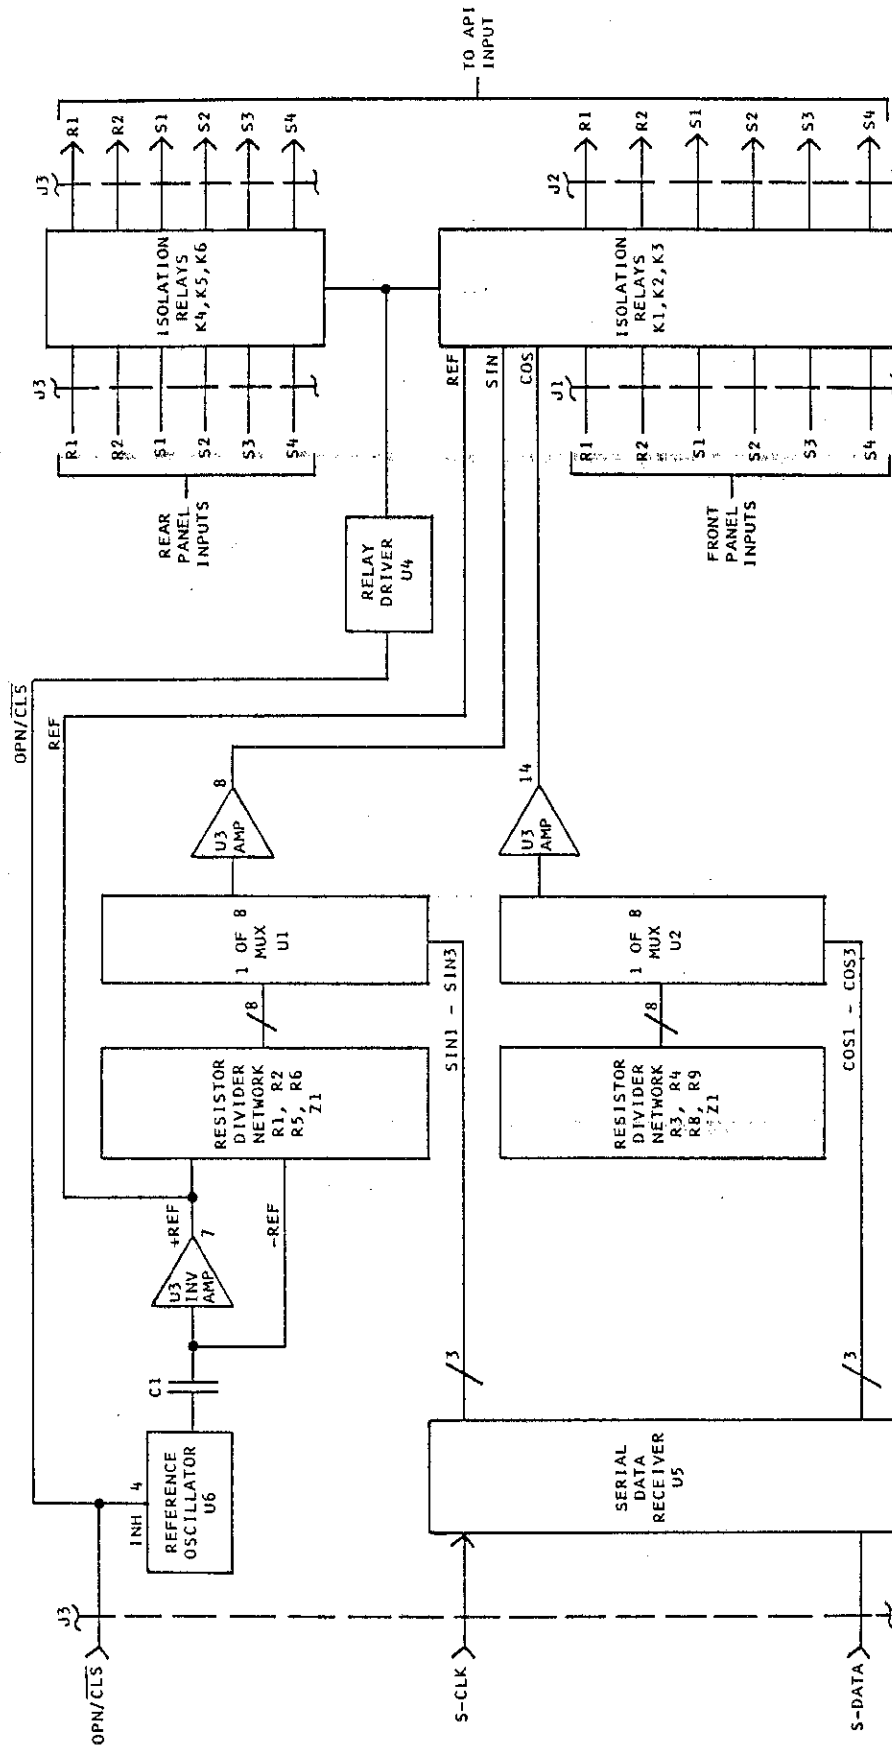 J3
OPN/CLS
S-CLK
S-DATA
INH 4
REFERENCE
OSCILLATOR
U6
C1
U3
INV
AMP
7
+REF
-REF
REF
OPN/CLS
RESISTOR
DIVIDER
NETWORK
R1, R2
R5, R6
Z1
8
1 OF 8
MUX
U1
U3
AMP
8
SIN1 - SIN3
3
SERIAL
DATA
RECEIVER
U5
3
COS1 - COS3
RESISTOR
DIVIDER
NETWORK
R3, R4
R8, R9
Z1
8
1 OF 8
MUX
U2
U3
AMP
14
RELAY
DRIVER
U4
REAR
PANEL
INPUTS
R1
R2
S1
S2
S3
S4
J3
ISOLATION
RELAYS
K4,K5,K6
J3
R1
R2
S1
S2
S3
S4
REF
SIN
COS
FRONT
PANEL
INPUTS
R1
R2
S1
S2
S3
S4
J1
ISOLATION
RELAYS
K1,K2,K3
J2
R1
R2
S1
S2
S3
S4
TO API
INPUT